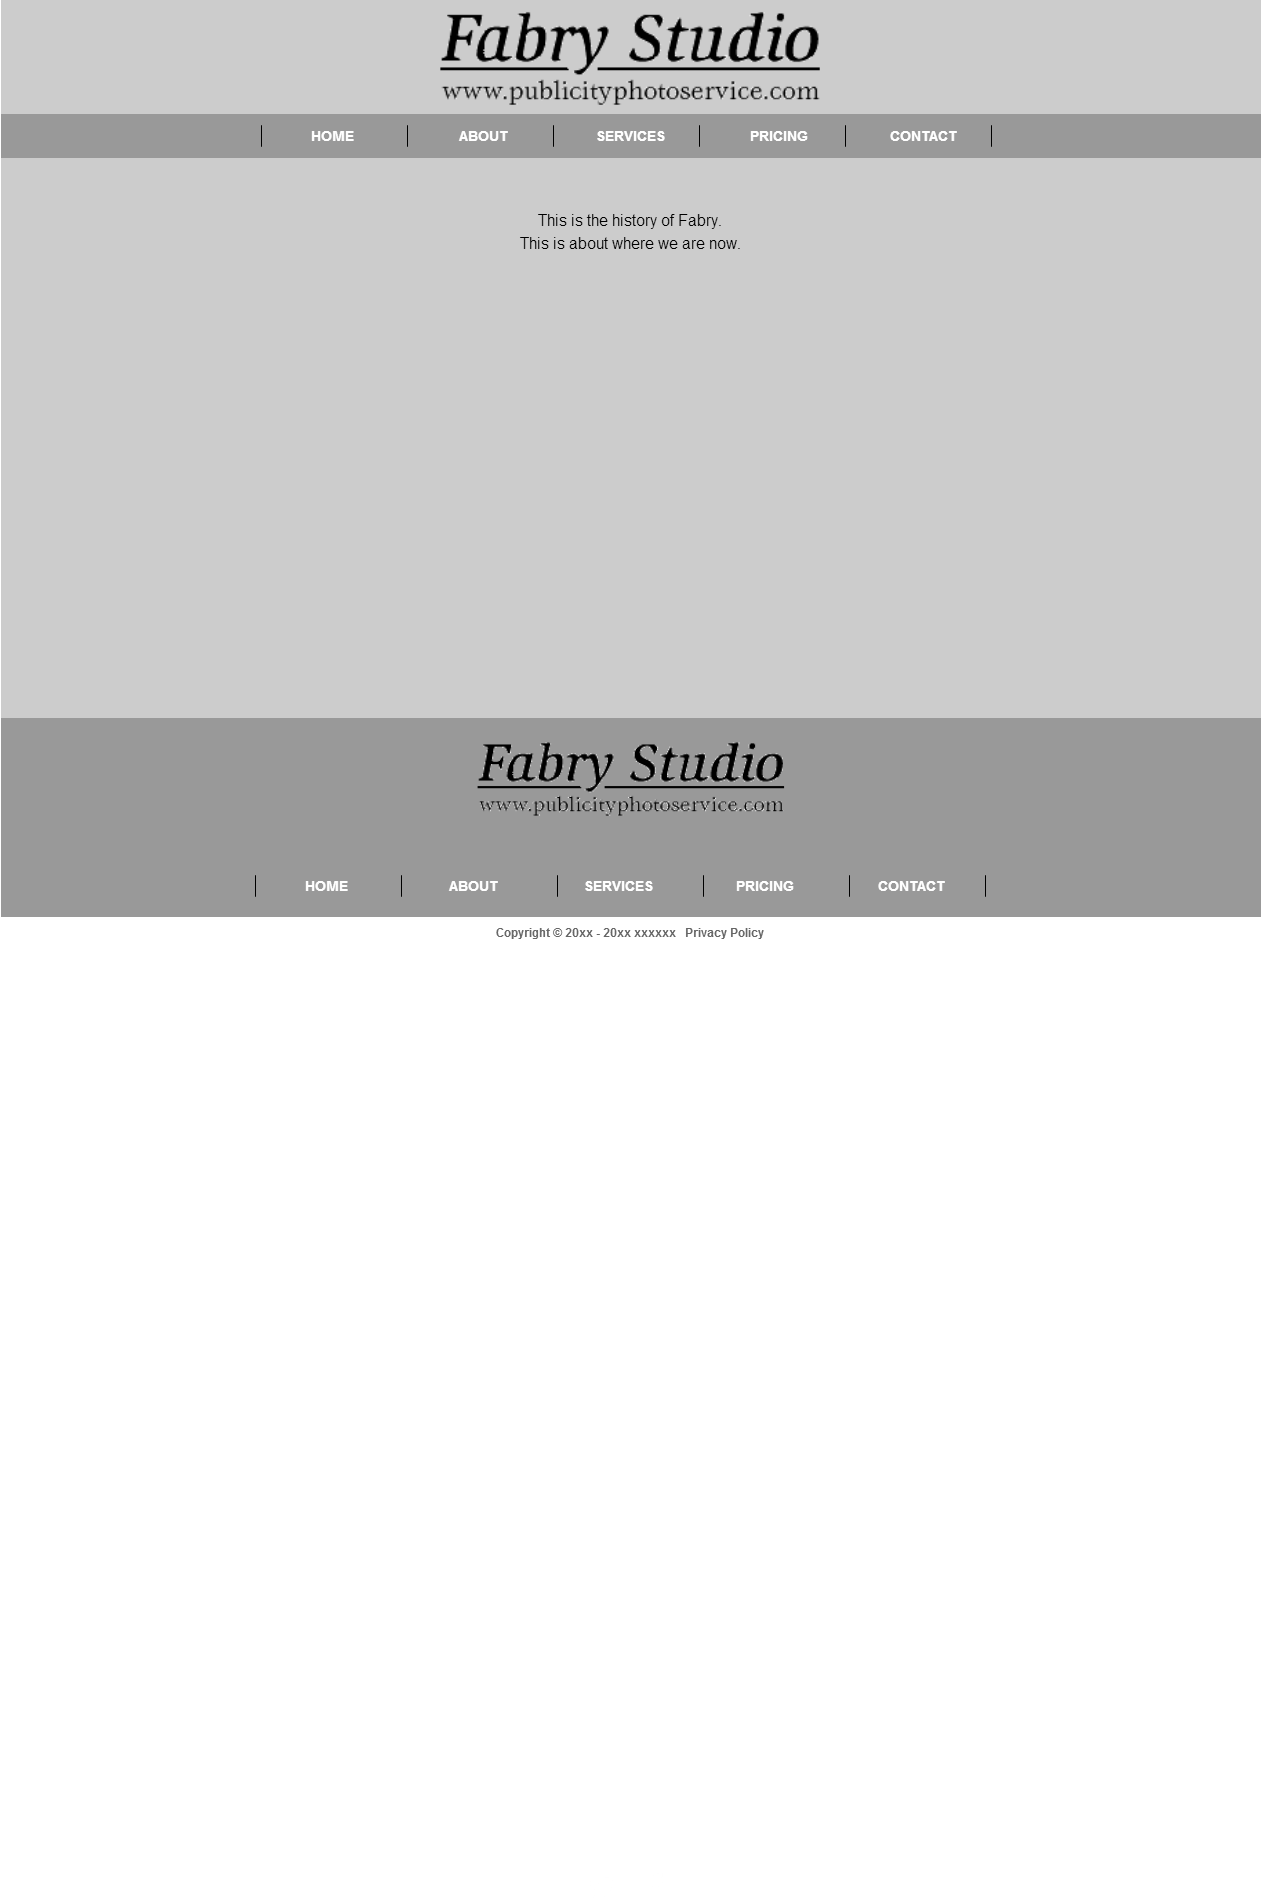 Fabry Studio
www.publicityphotoservice.com
HOME ABOUT SERVICES PRICING CONTACT
This is the history of Fabry.
This is about where we are now.
Fabry Studio
www.publicityphotoservice.com
HOME ABOUT SERVICES PRICING CONTACT
Copyright © 20xx - 20xx xxxxxx Privacy Policy